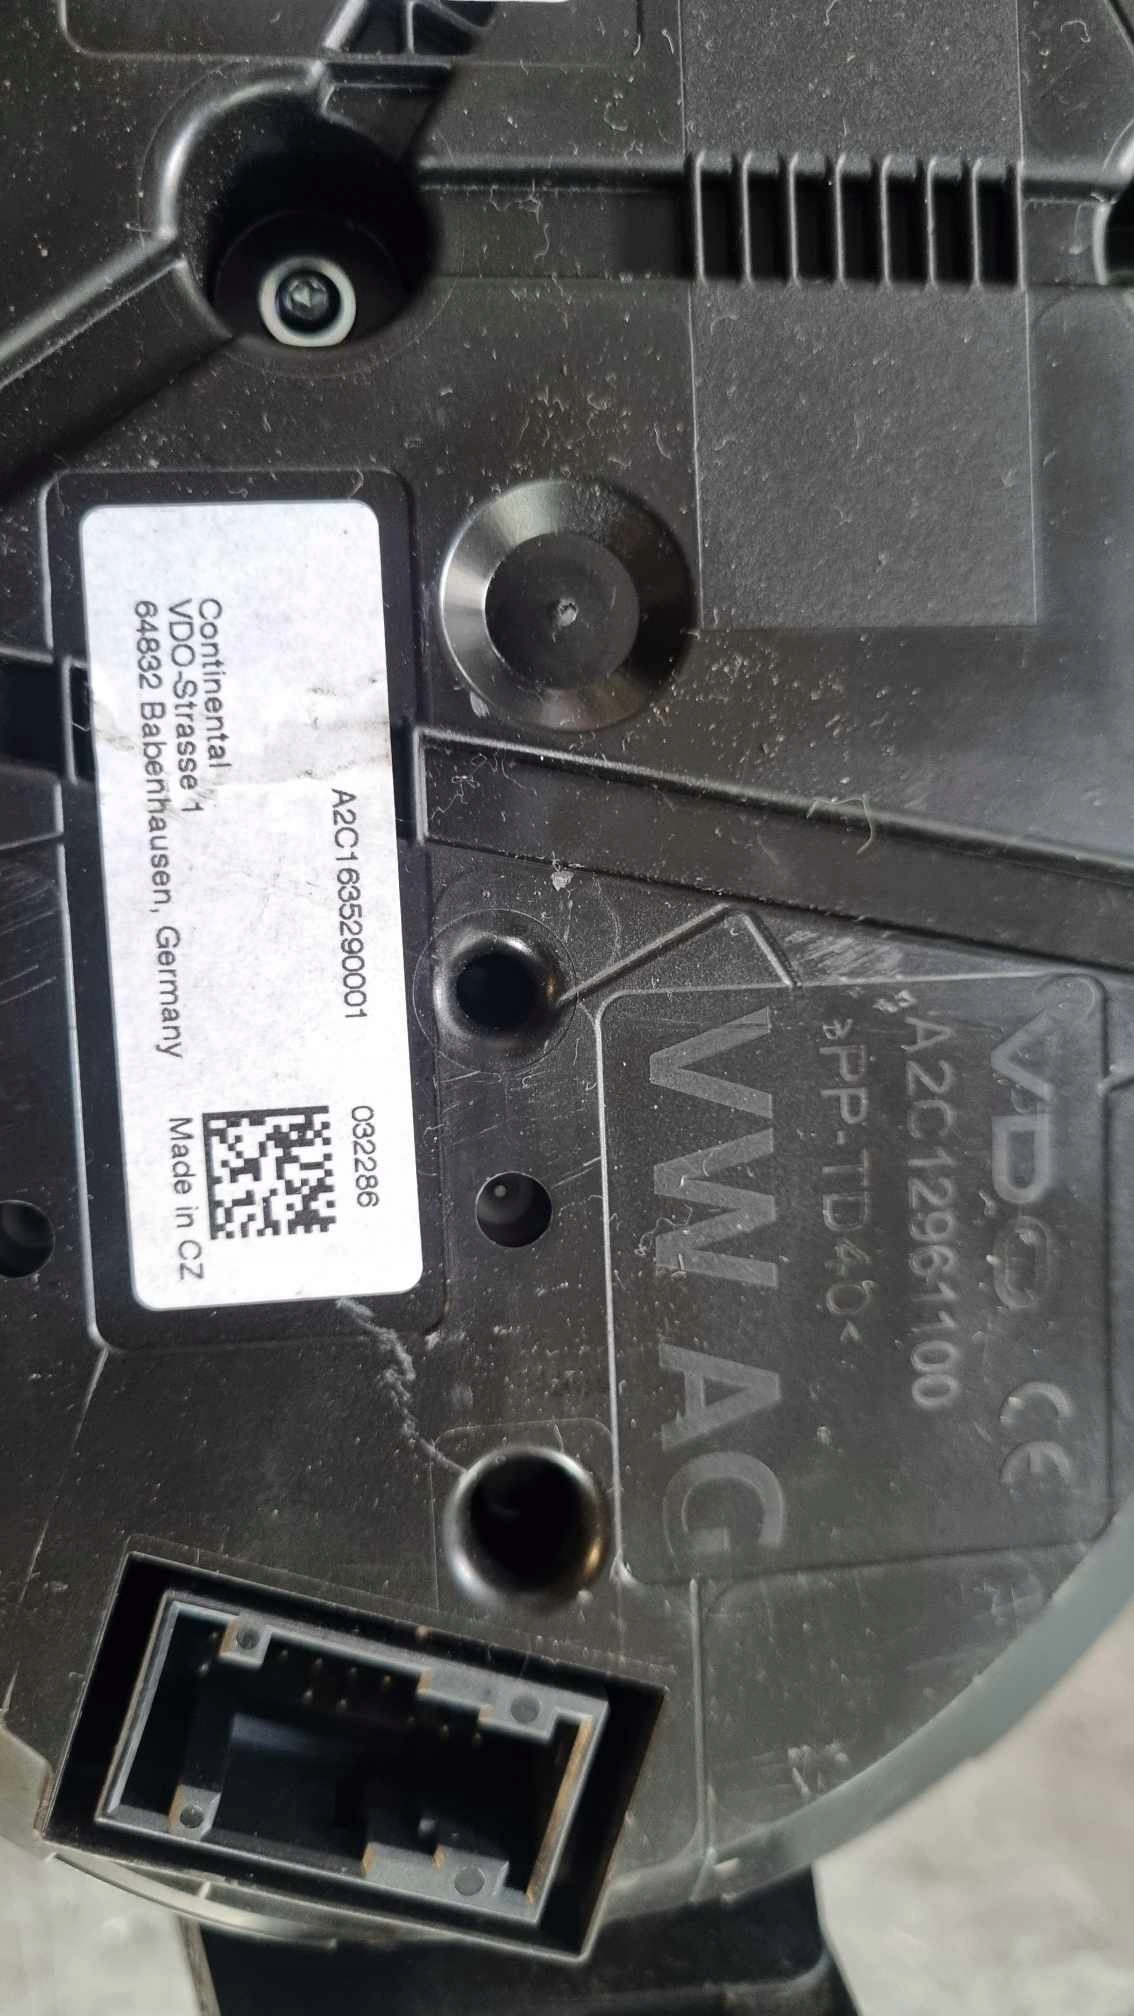 A2C1635290001 032286
Continental
VDO-Strasse 1
64832 Babenhausen, Germany Made in CZ
VDO CE
A2C12961100
>PP-TD40<
VW AG